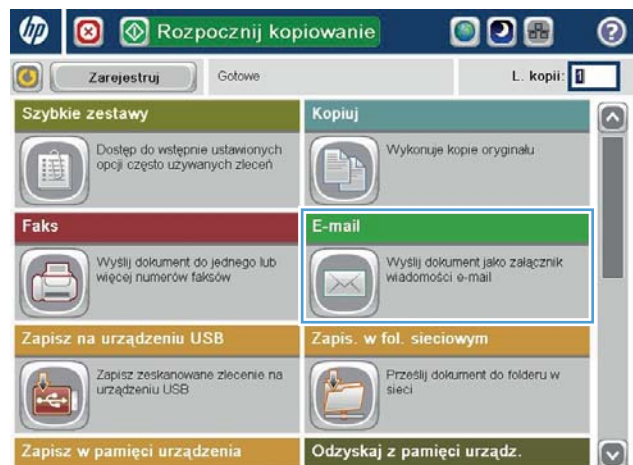 hp
Rozpocznij kopiowanie
?
Zarejestruj
Gotowe
L. kopii: 1
Szybkie zestawy
Kopiuj
Dostęp do wstępnie ustawionych
opcji często używanych zleceń
Wykonuje kopie oryginału
Faks
E-mail
Wyślij dokument do jednego lub
więcej numerów faksów
Wyślij dokument jako załącznik
wiadomości e-mail
Zapisz na urządzeniu USB
Zapis. w fol. sieciowym
Zapisz zeskanowane zlecenie na
urządzeniu USB
Prześlij dokument do folderu w
sieci
Zapisz w pamięci urządzenia
Odzyskaj z pamięci urządz.